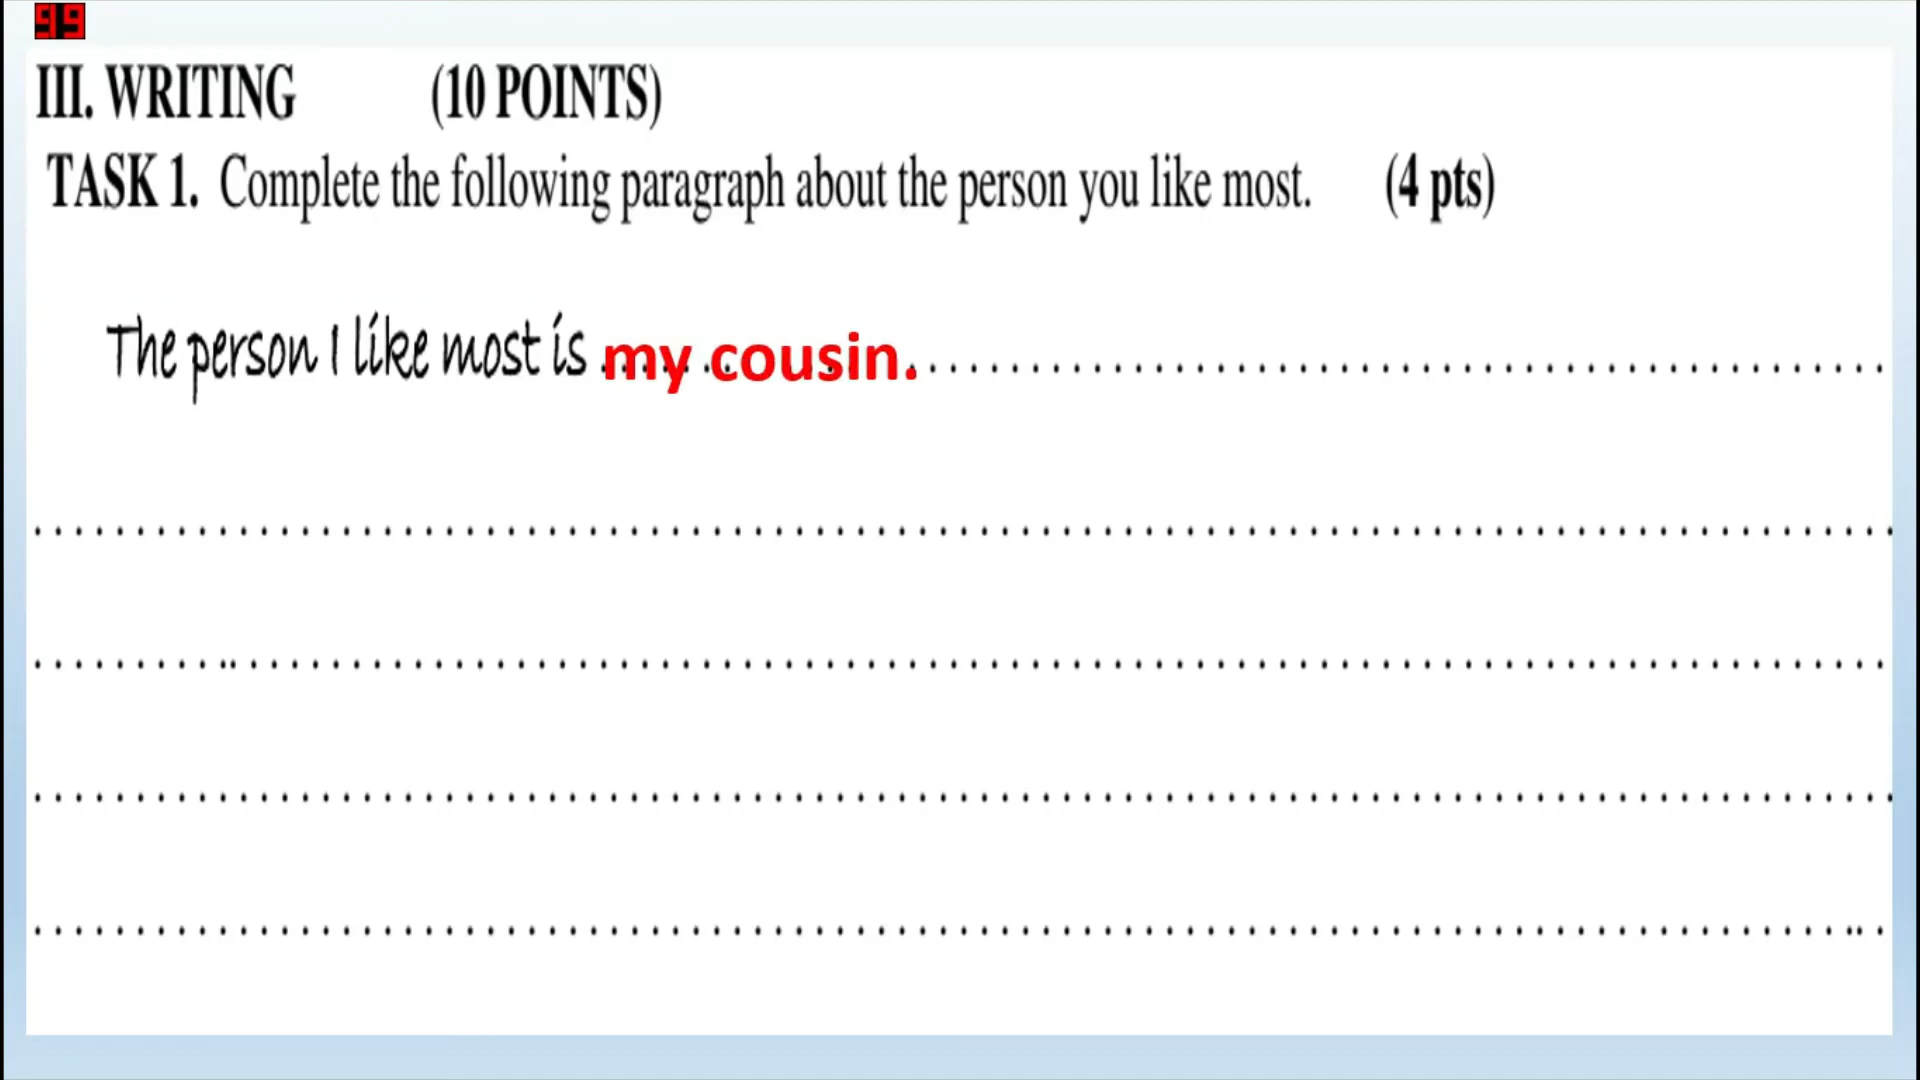 99
III. WRITING (10 POINTS)
TASK 1. Complete the following paragraph about the person you like most. (4 pts)
The person I like most is my cousin.